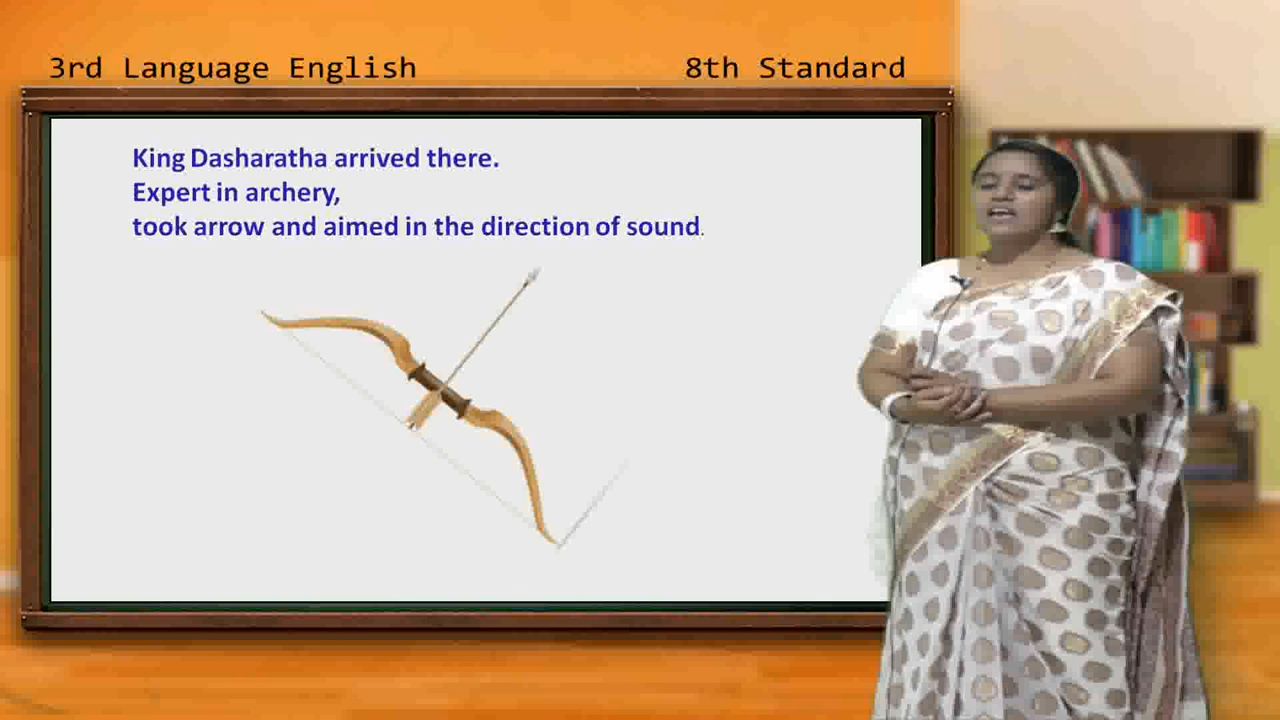 3rd Language English 8th Standard
King Dasharatha arrived there.
Expert in archery,
took arrow and aimed in the direction of sound.